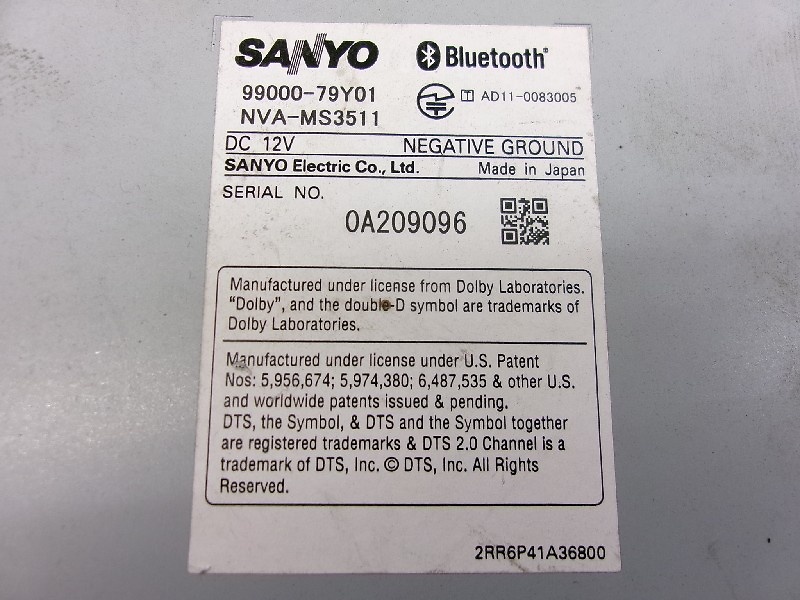 SANYO Bluetooth®
99000-79Y01
T AD11-0083005
NVA-MS3511
DC 12V NEGATIVE GROUND
SANYO Electric Co., Ltd. Made in Japan
SERIAL NO.
0A209096
Manufactured under license from Dolby Laboratories.
“Dolby”, and the double-D symbol are trademarks of
Dolby Laboratories.
Manufactured under license under U.S. Patent
Nos: 5,956,674; 5,974,380; 6,487,535 & other U.S.
and worldwide patents issued & pending.
DTS, the Symbol, & DTS and the Symbol together
are registered trademarks & DTS 2.0 Channel is a
trademark of DTS, Inc. © DTS, Inc. All Rights
Reserved.
2RR6P41A36800